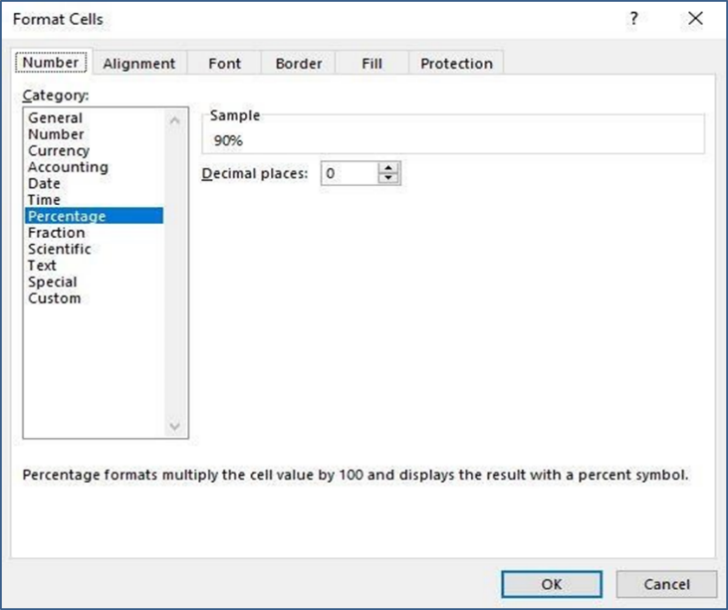 Format Cells ? ✕
Number Alignment Font Border Fill Protection
Category:
General
Number
Currency
Accounting
Date
Time
Percentage
Fraction
Scientific
Text
Special
Custom
Sample
90%
Decimal places: 0
Percentage formats multiply the cell value by 100 and displays the result with a percent symbol.
OK Cancel